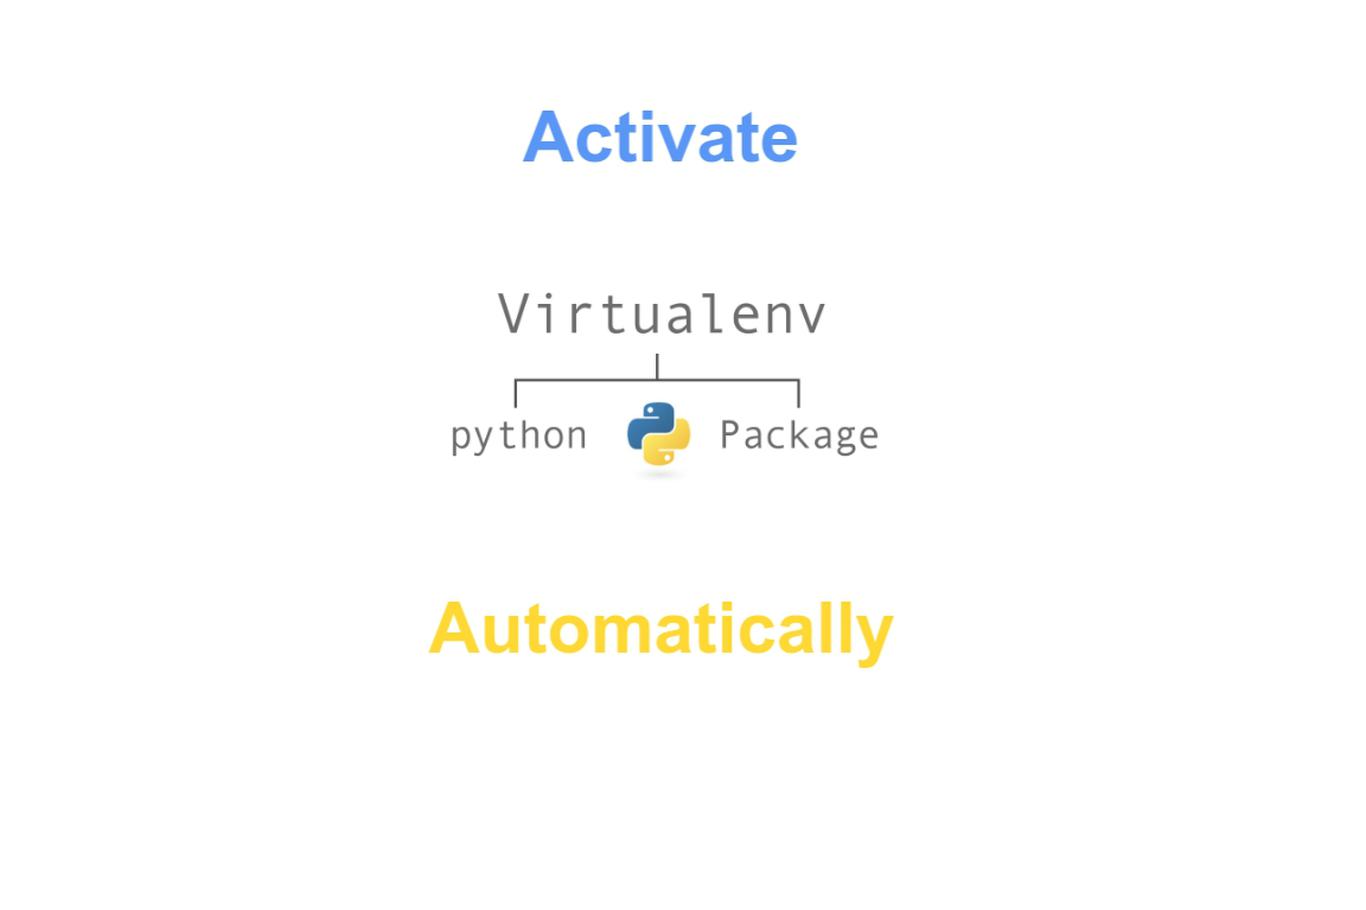 Activate
Virtualenv
python Package
Automatically